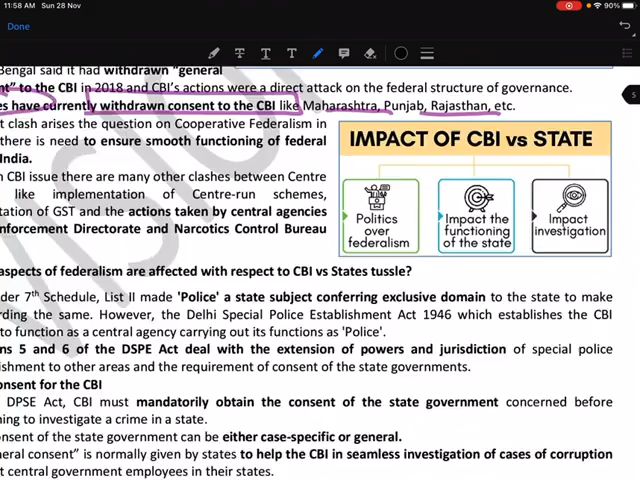 11:58 AM Sun 28 Nov
90%
Done
Bengal said it had withdrawn "general
to the CBI in 2018 and CBI's actions were a direct attack on the federal structure of governance.
have currently withdrawn consent to the CBI like Maharashtra, Punjab, Rajasthan, etc.
5
t clash arises the question on Cooperative Federalism in
there is need to ensure smooth functioning of federal
India.
CBI issue there are many other clashes between Centre
like implementation of Centre-run schemes,
tation of GST and the actions taken by central agencies
nforcement Directorate and Narcotics Control Bureau
IMPACT OF CBI vs STATE
Politics over federalism
Impact the functioning of the state
Impact investigation
aspects of federalism are affected with respect to CBI vs States tussle?
der 7th Schedule, List II made 'Police' a state subject conferring exclusive domain to the state to make
rding the same. However, the Delhi Special Police Establishment Act 1946 which establishes the CBI
to function as a central agency carrying out its functions as 'Police'.
ns 5 and 6 of the DSPE Act deal with the extension of powers and jurisdiction of special police
lishment to other areas and the requirement of consent of the state governments.
onsent for the CBI
DPSE Act, CBI must mandatorily obtain the consent of the state government concerned before
ning to investigate a crime in a state.
onsent of the state government can be either case-specific or general.
neral consent" is normally given by states to help the CBI in seamless investigation of cases of corruption
t central government employees in their states.